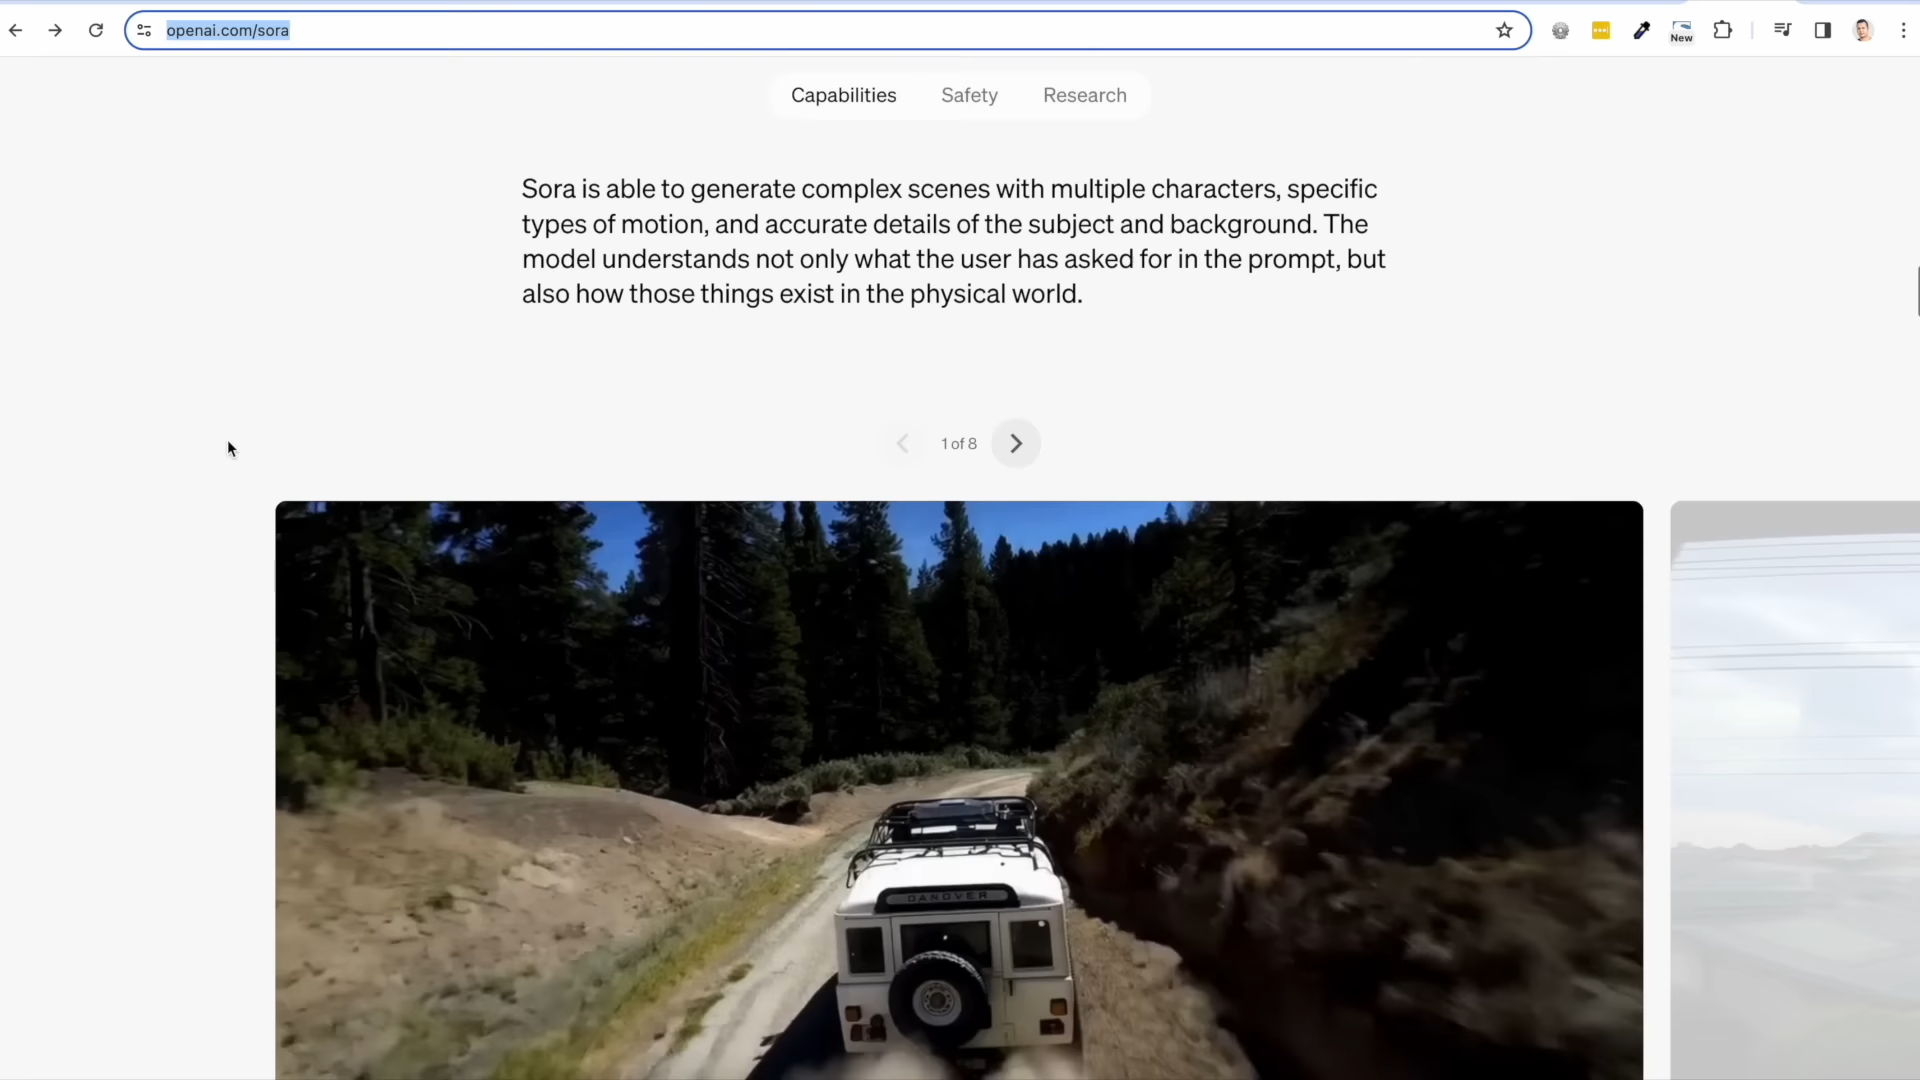 openai.com/sora
New
Capabilities Safety Research
Sora is able to generate complex scenes with multiple characters, specific
types of motion, and accurate details of the subject and background. The
model understands not only what the user has asked for in the prompt, but
also how those things exist in the physical world.
1 of 8
DANOVER